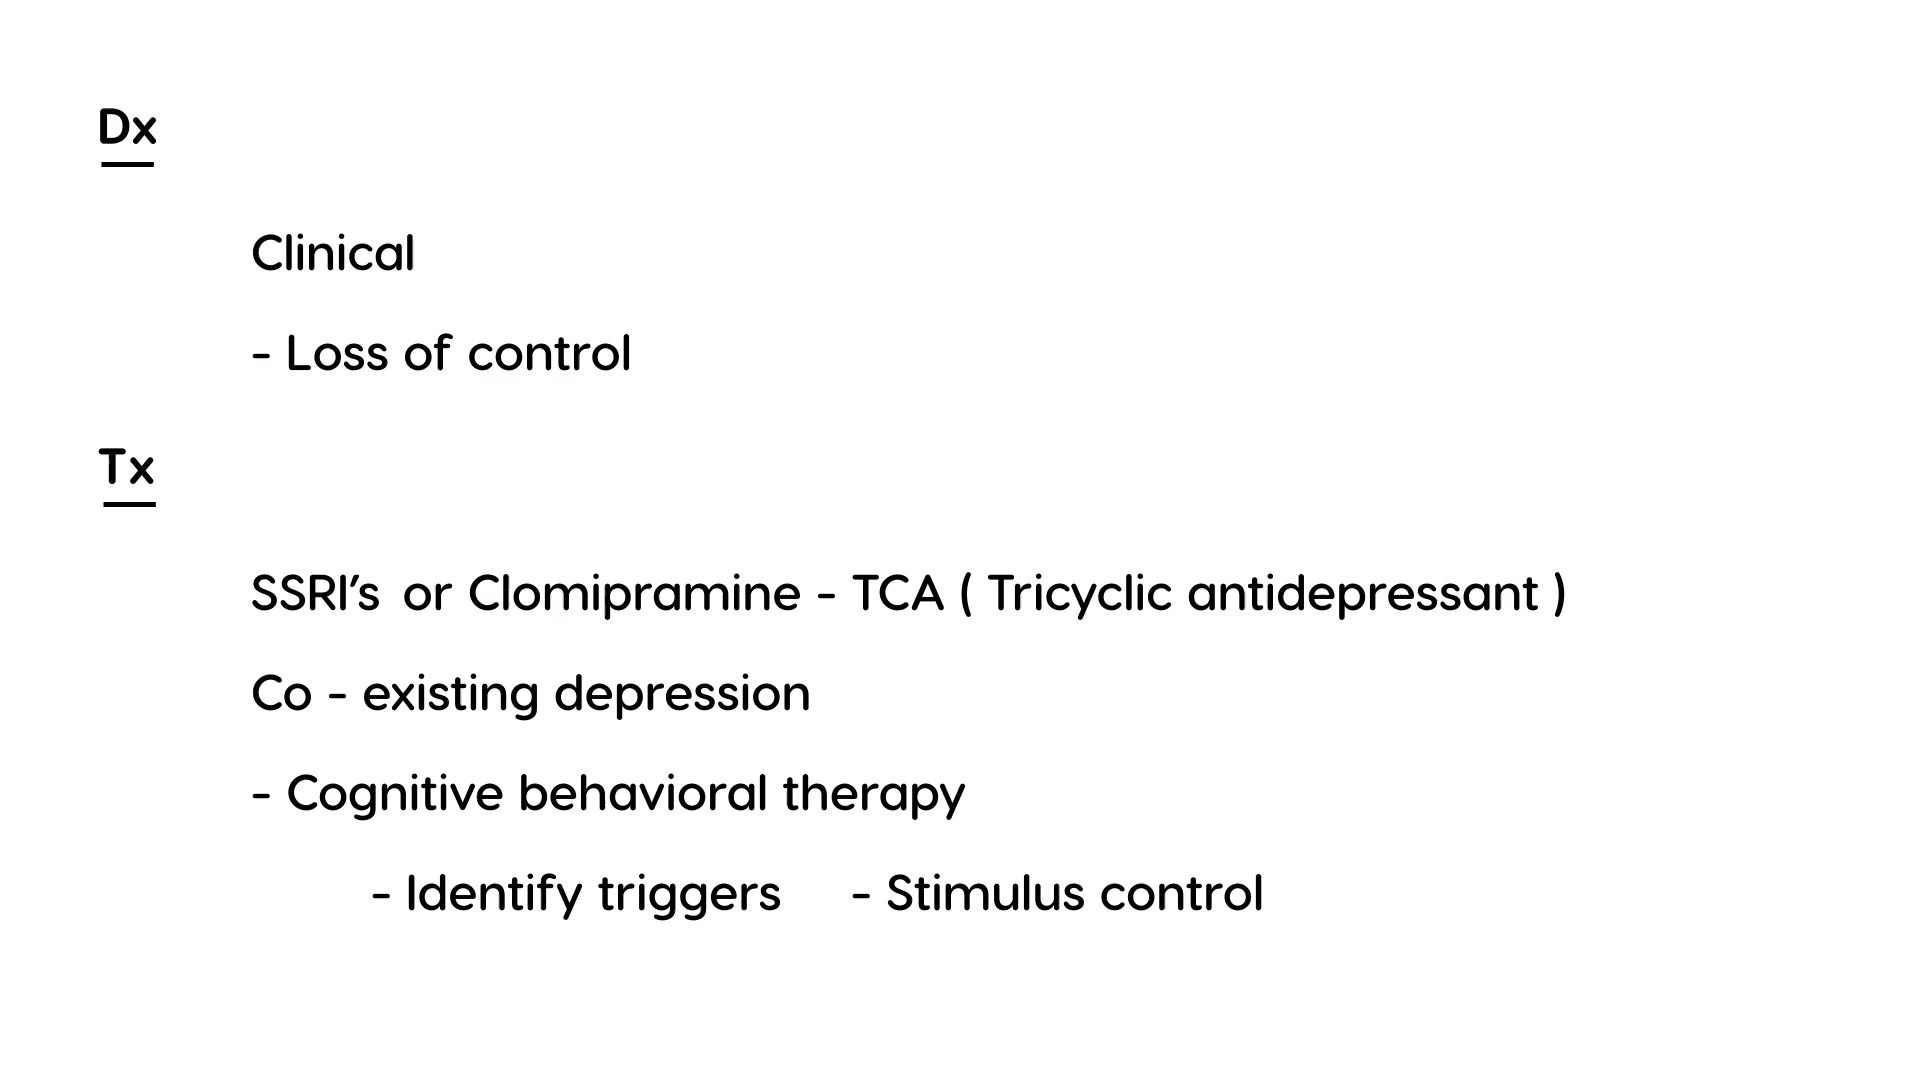 Dx
Clinical
- Loss of control
Tx
SSRI’s or Clomipramine - TCA ( Tricyclic antidepressant )
Co - existing depression
- Cognitive behavioral therapy
- Identify triggers - Stimulus control